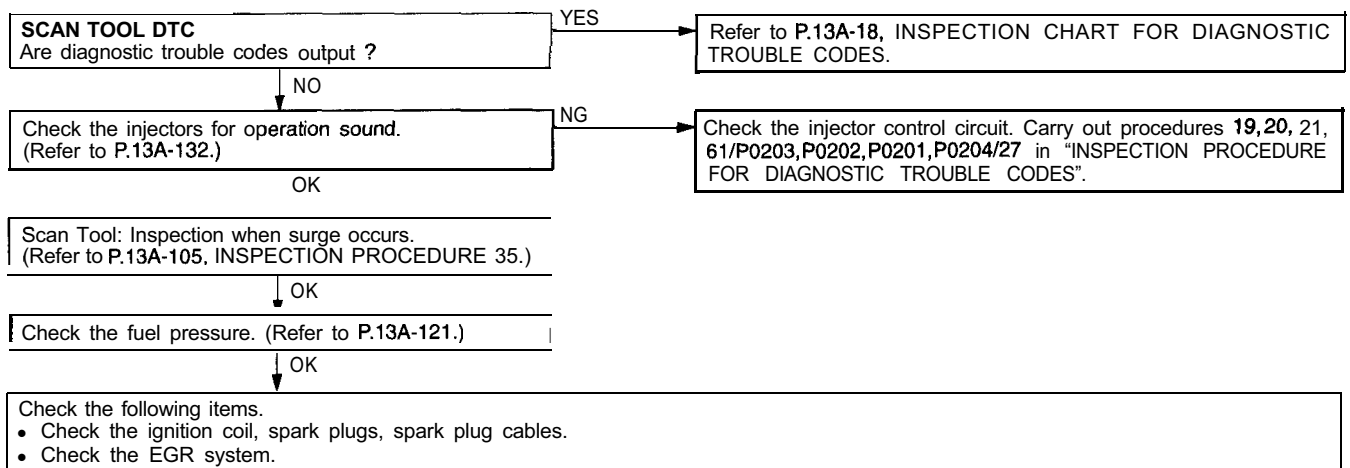 SCAN TOOL DTC
Are diagnostic trouble codes output ?
YES
Refer to P.13A-18, INSPECTION CHART FOR DIAGNOSTIC
TROUBLE CODES.
NO
Check the injectors for operation sound.
(Refer to P.13A-132.)
NG
Check the injector control circuit. Carry out procedures 19,20, 21,
61/P0203,P0202,P0201,P0204/27 in “INSPECTION PROCEDURE
FOR DIAGNOSTIC TROUBLE CODES”.
OK
Scan Tool: Inspection when surge occurs.
(Refer to P.13A-105, INSPECTION PROCEDURE 35.)
OK
Check the fuel pressure. (Refer to P.13A-121.)
OK
Check the following items.
• Check the ignition coil, spark plugs, spark plug cables.
• Check the EGR system.